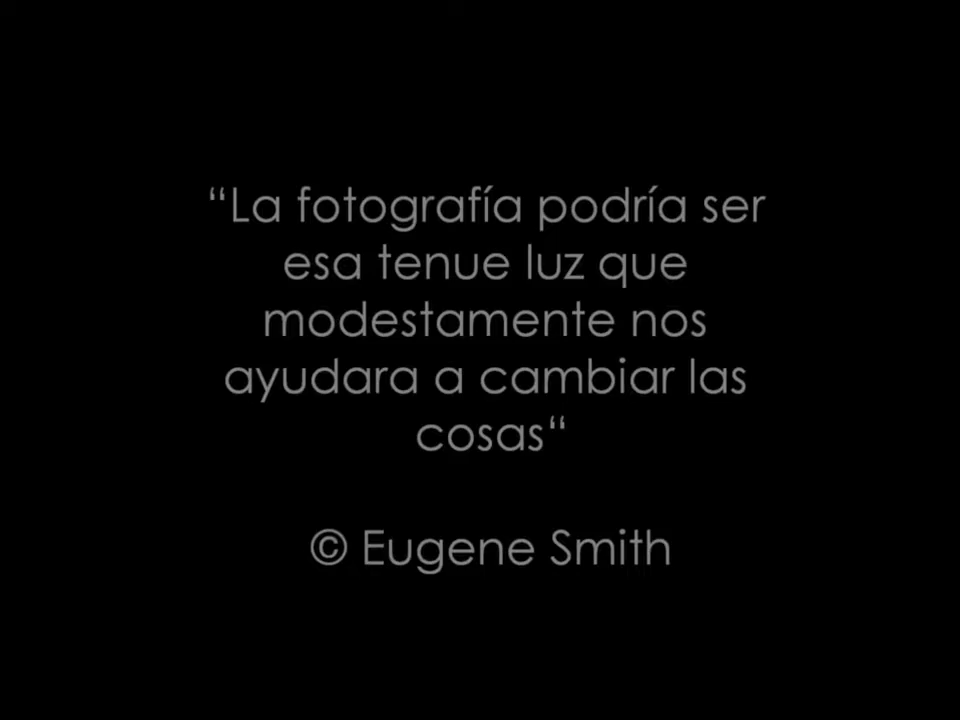 “La fotografía podría ser
esa tenue luz que
modestamente nos
ayudara a cambiar las
cosas“
© Eugene Smith